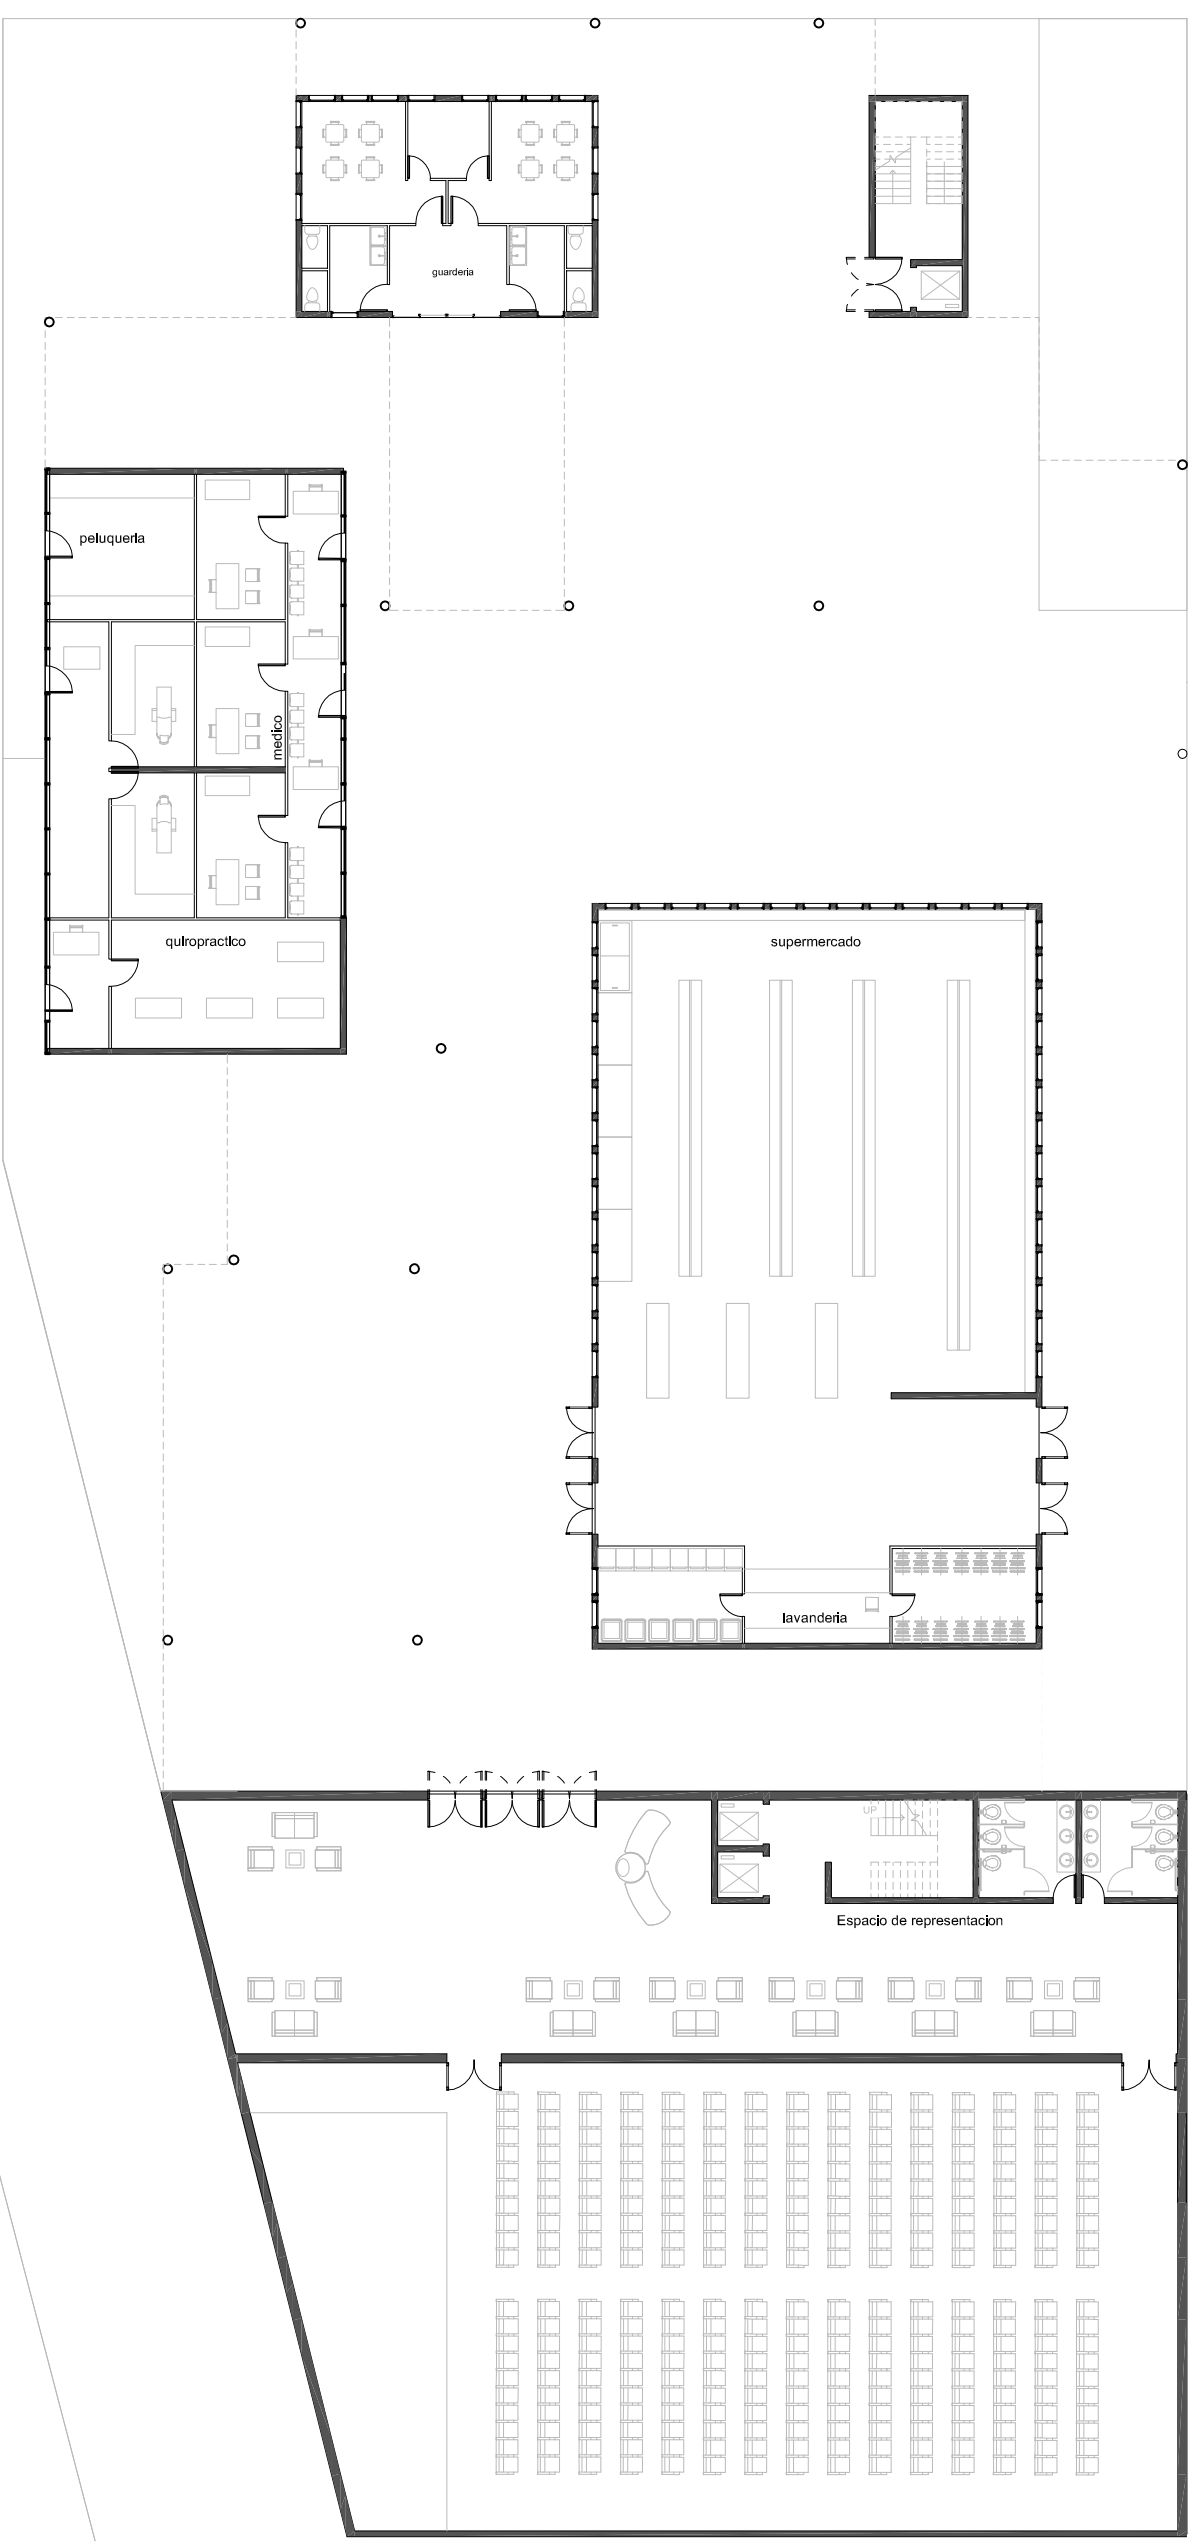 guarderia
peluqueria
medico
quiropractico
supermercado
lavanderia
UP
Espacio de representacion